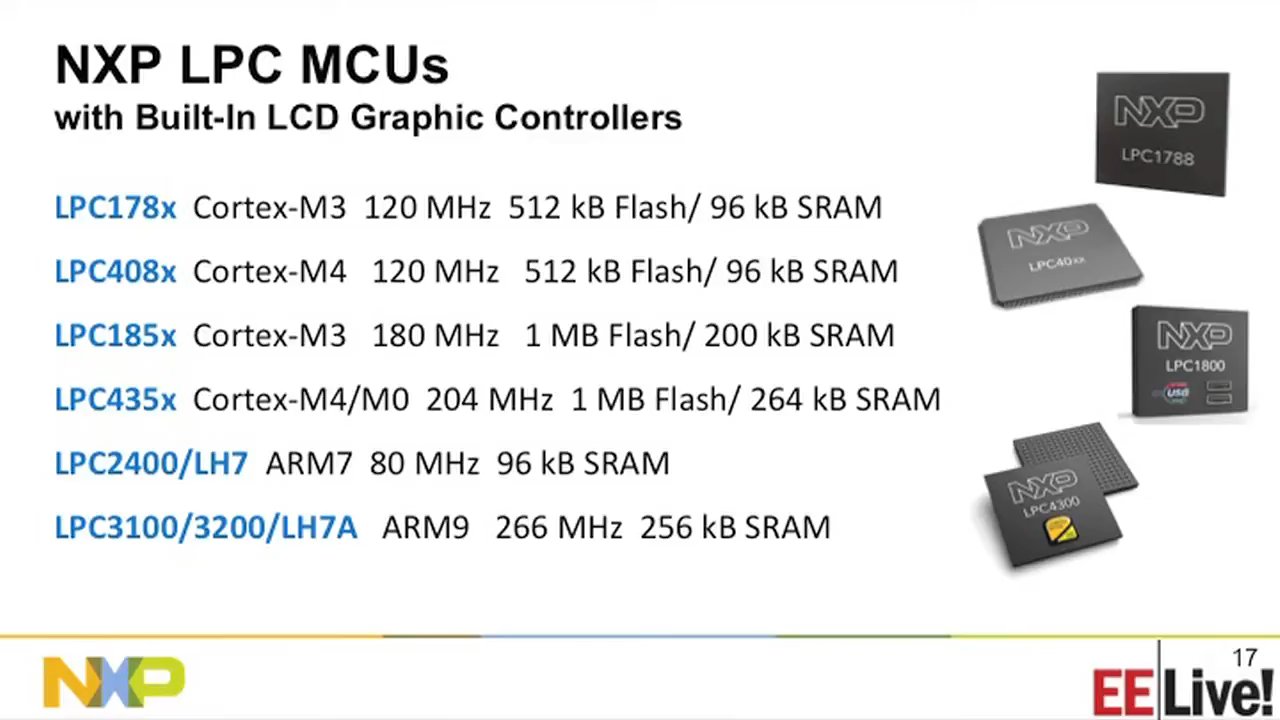 NXP LPC MCUs
with Built-In LCD Graphic Controllers
LPC178x Cortex-M3 120 MHz 512 kB Flash/ 96 kB SRAM
LPC408x Cortex-M4 120 MHz 512 kB Flash/ 96 kB SRAM
LPC185x Cortex-M3 180 MHz 1 MB Flash/ 200 kB SRAM
LPC435x Cortex-M4/M0 204 MHz 1 MB Flash/ 264 kB SRAM
LPC2400/LH7 ARM7 80 MHz 96 kB SRAM
LPC3100/3200/LH7A ARM9 266 MHz 256 kB SRAM
NXP
LPC1788
NXP
LPC40xx
NXP
LPC1800
USB
NXP
LPC4300
NXP
17
EE Live!